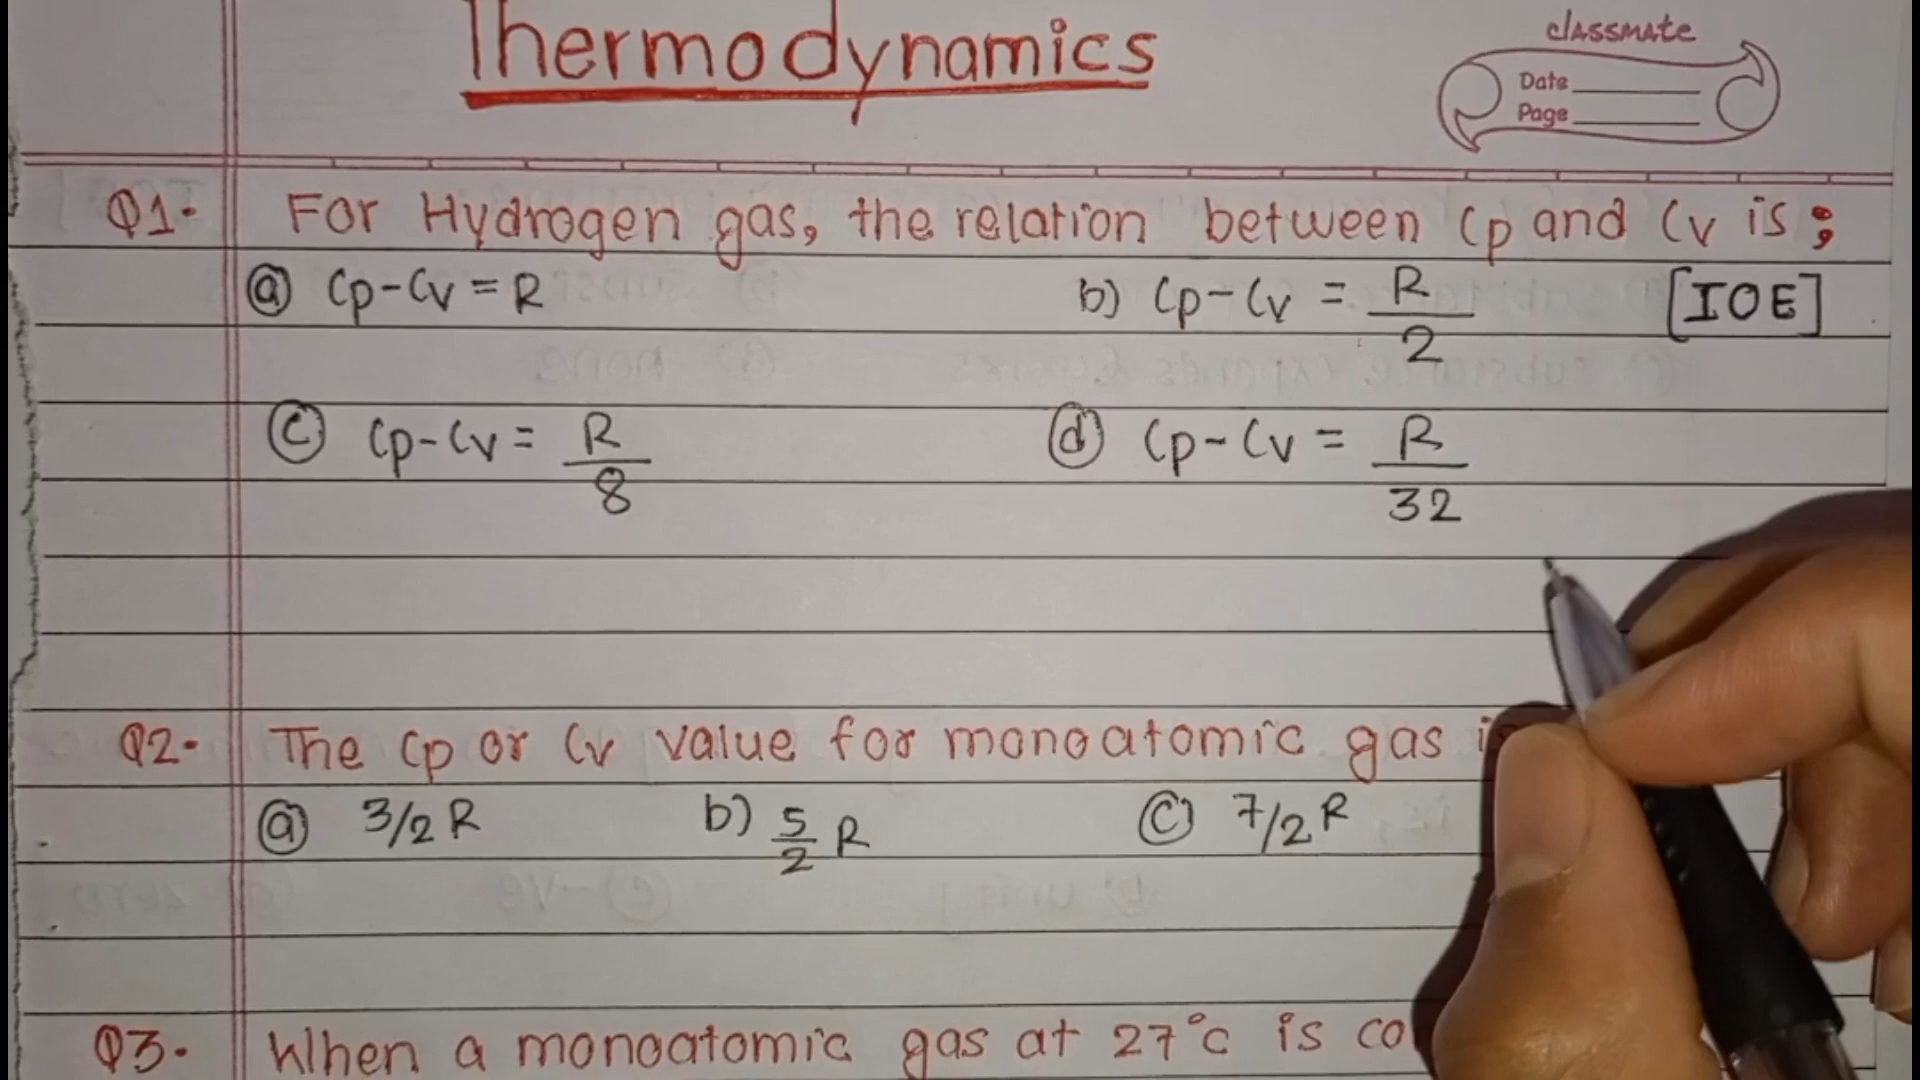 Thermodynamics
classmate
Date
Page
Q1. For Hydrogen gas, the relation between Cp and Cv is ;
(a) Cp-Cv = R b) Cp-Cv = R/2 [IOE]
(c) Cp-Cv = R/8 (d) Cp-Cv = R/32
Q2. The Cp or Cv value for monoatomic gas
(a) 3/2 R b) 5/2 R (c) 7/2 R
Q3. When a monoatomic gas at 27°C is